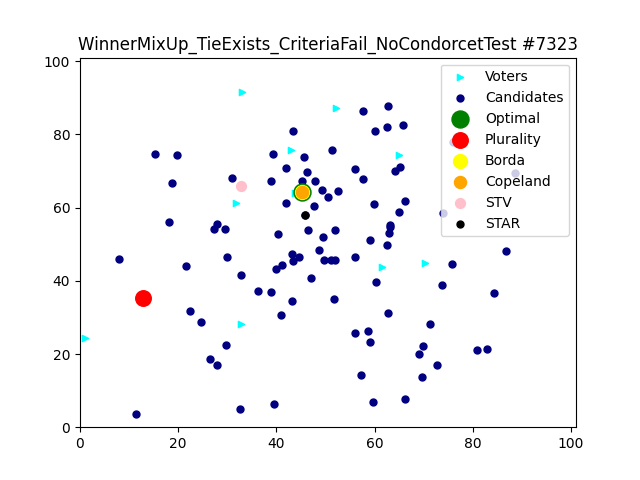 WinnerMixUp_TieExists_CriteriaFail_NoCondorcetTest #7323
Voters
Candidates
Optimal
Plurality
Borda
Copeland
STV
STAR
100
80
60
40
20
0
0 20 40 60 80 100